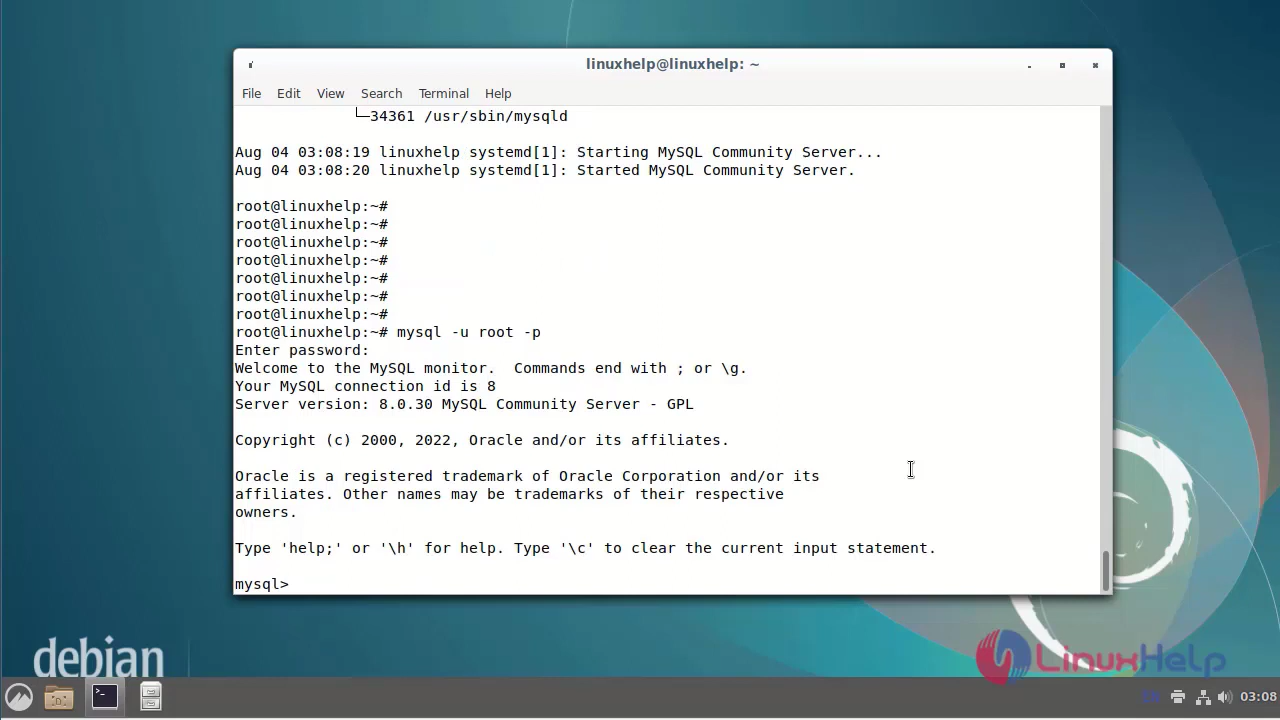 linuxhelp@linuxhelp: ~
File Edit View Search Terminal Help
└─34361 /usr/sbin/mysqld
Aug 04 03:08:19 linuxhelp systemd[1]: Starting MySQL Community Server...
Aug 04 03:08:20 linuxhelp systemd[1]: Started MySQL Community Server.
root@linuxhelp:~#
root@linuxhelp:~#
root@linuxhelp:~#
root@linuxhelp:~#
root@linuxhelp:~#
root@linuxhelp:~#
root@linuxhelp:~#
root@linuxhelp:~# mysql -u root -p
Enter password:
Welcome to the MySQL monitor.  Commands end with ; or \g.
Your MySQL connection id is 8
Server version: 8.0.30 MySQL Community Server - GPL
Copyright (c) 2000, 2022, Oracle and/or its affiliates.
Oracle is a registered trademark of Oracle Corporation and/or its
affiliates. Other names may be trademarks of their respective
owners.
Type 'help;' or '\h' for help. Type '\c' to clear the current input statement.
mysql>
debian
LinuxHelp
03:08